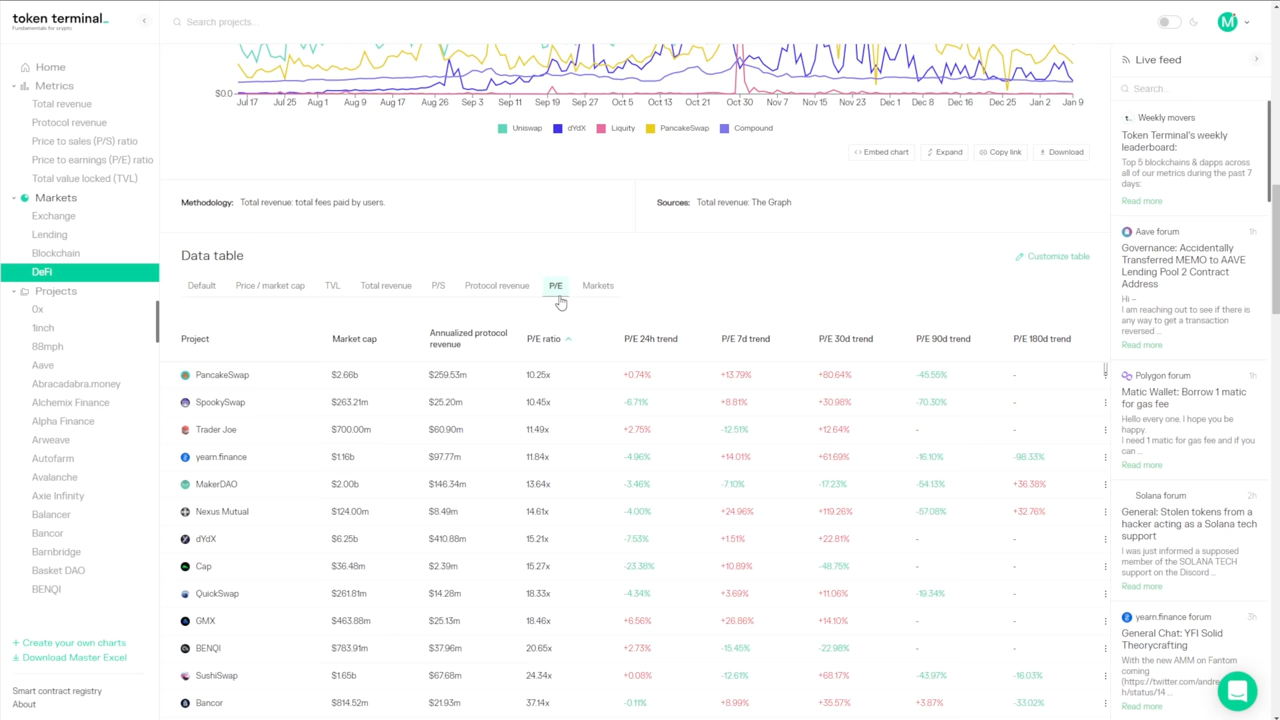 token terminal_
Fundamentals for crypto
Search projects...
M
Home
Metrics
Total revenue
Protocol revenue
Price to sales (P/S) ratio
Price to earnings (P/E) ratio
Total value locked (TVL)
Markets
Exchange
Lending
Blockchain
DeFi
Projects
0x
1inch
88mph
Aave
Abracadabra.money
Alchemix Finance
Alpha Finance
Arweave
Autofarm
Avalanche
Axie Infinity
Balancer
Bancor
Barnbridge
Basket DAO
BENQI
+ Create your own charts
Download Master Excel
Smart contract registry
About
$0.0
Jul 17 Jul 25 Aug 1 Aug 9 Aug 17 Aug 26 Sep 3 Sep 11 Sep 19 Sep 27 Oct 5 Oct 13 Oct 21 Oct 30 Nov 7 Nov 15 Nov 23 Dec 1 Dec 8 Dec 16 Dec 25 Jan 2 Jan 9
Uniswap dYdX Liquity PancakeSwap Compound
<> Embed chart Expand Copy link Download
Methodology: Total revenue: total fees paid by users.
Sources: Total revenue: The Graph
Data table
Customize table
Default Price / market cap TVL Total revenue P/S Protocol revenue P/E Markets
Project Market cap Annualized protocol revenue P/E ratio P/E 24h trend P/E 7d trend P/E 30d trend P/E 90d trend P/E 180d trend
PancakeSwap $2.66b $259.53m 10.25x +0.74% +13.79% +80.64% -45.55% -
SpookySwap $263.21m $25.20m 10.45x -6.71% +8.81% +30.98% -70.30% -
Trader Joe $700.00m $60.90m 11.49x +2.75% -12.51% +12.64% - -
yearn.finance $1.16b $97.77m 11.84x -4.96% +14.01% +61.69% -16.10% -98.33%
MakerDAO $2.00b $146.34m 13.64x -3.46% -7.10% -17.23% -54.13% +36.38%
Nexus Mutual $124.00m $8.49m 14.61x -4.00% +24.96% +119.26% -57.08% +32.76%
dYdX $6.25b $410.88m 15.21x -7.53% +1.51% +22.81% - -
Cap $36.48m $2.39m 15.27x -23.38% +10.89% -48.75% - -
QuickSwap $261.81m $14.28m 18.33x -4.34% +3.69% +11.06% -19.34% -
GMX $463.88m $25.13m 18.46x +6.56% +26.86% +14.10% - -
BENQI $783.91m $37.96m 20.65x +2.73% -15.45% -22.98% - -
SushiSwap $1.65b $67.68m 24.34x +0.08% -12.61% +68.17% -43.97% -16.03%
Bancor $814.52m $21.93m 37.14x -0.11% +8.99% +35.57% +3.87% -33.02%
Live feed
Search...
t. Weekly movers
Token Terminal's weekly
leaderboard:
Top 5 blockchains & dapps across
all of our metrics during the past 7
days:
Read more
Aave forum 1h
Governance: Accidentally
Transferred MEMO to AAVE
Lending Pool 2 Contract
Address
Hi –
I am reaching out to see if there is
any way to get a transaction
reversed ...
Read more
Polygon forum 1h
Matic Wallet: Borrow 1 matic
for gas fee
Hello every one, I hope you be
happy.
I need 1 matic for gas fee and if you
can ...
Read more
Solana forum 2h
General: Stolen tokens from a
hacker acting as a Solana tech
support
I was just informed a supposed
member of the SOLANA TECH
support on the Discord ...
Read more
yearn.finance forum 3h
General Chat: YFI Solid
Theorycrafting
With the new AMM on Fantom
coming
(https://twitter.com/andre
h/status/14 ...
Read more